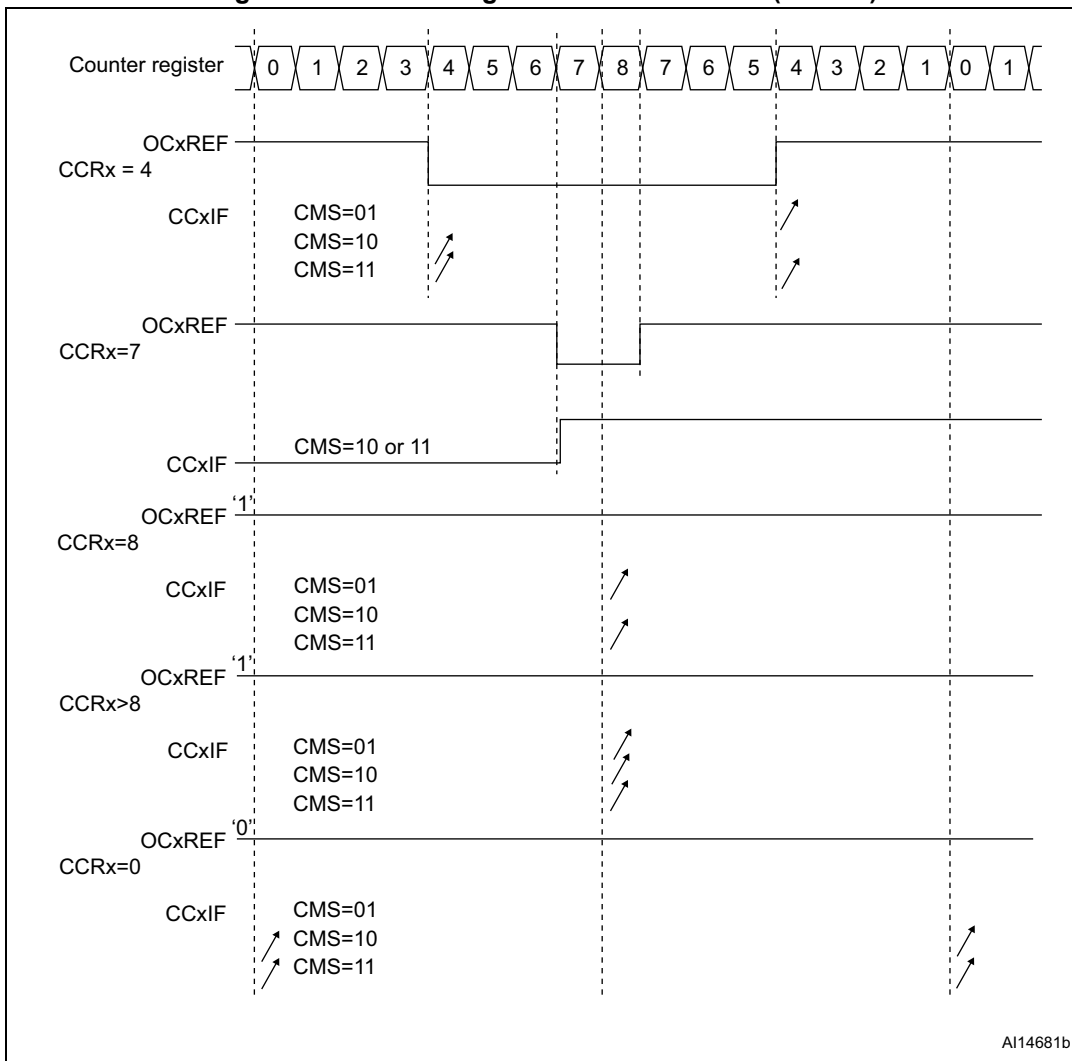 Counter register 0 1 2 3 4 5 6 7 8 7 6 5 4 3 2 1 0 1
OCxREF
CCRx = 4
CCxIF CMS=01
CMS=10
CMS=11
OCxREF
CCRx=7
CMS=10 or 11
CCxIF
OCxREF ‘1’
CCRx=8
CCxIF CMS=01
CMS=10
CMS=11
OCxREF ‘1’
CCRx>8
CCxIF CMS=01
CMS=10
CMS=11
OCxREF ‘0’
CCRx=0
CCxIF CMS=01
CMS=10
CMS=11
AI14681b